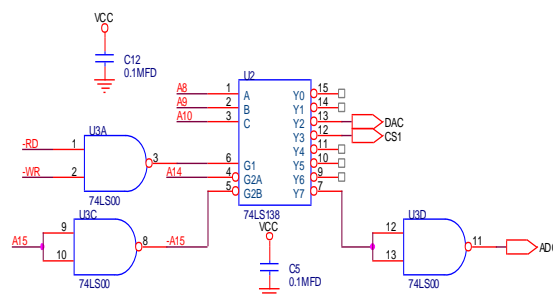 VCC
C12
0.1MFD
U2
A8 1 A Y0 15
A9 2 B Y1 14
A10 3 C Y2 13 DAC
Y3 12 CS1
Y4 11
U3A
-RD 1
3 6 G1 Y5 10
-WR 2
A14 4 G2A Y6 9
5 G2B Y7 7
74LS00
74LS138
U3C
VCC
U3D
A15 9
10
8 -A15
12
13
11
C5
0.1MFD
74LS00
74LS00